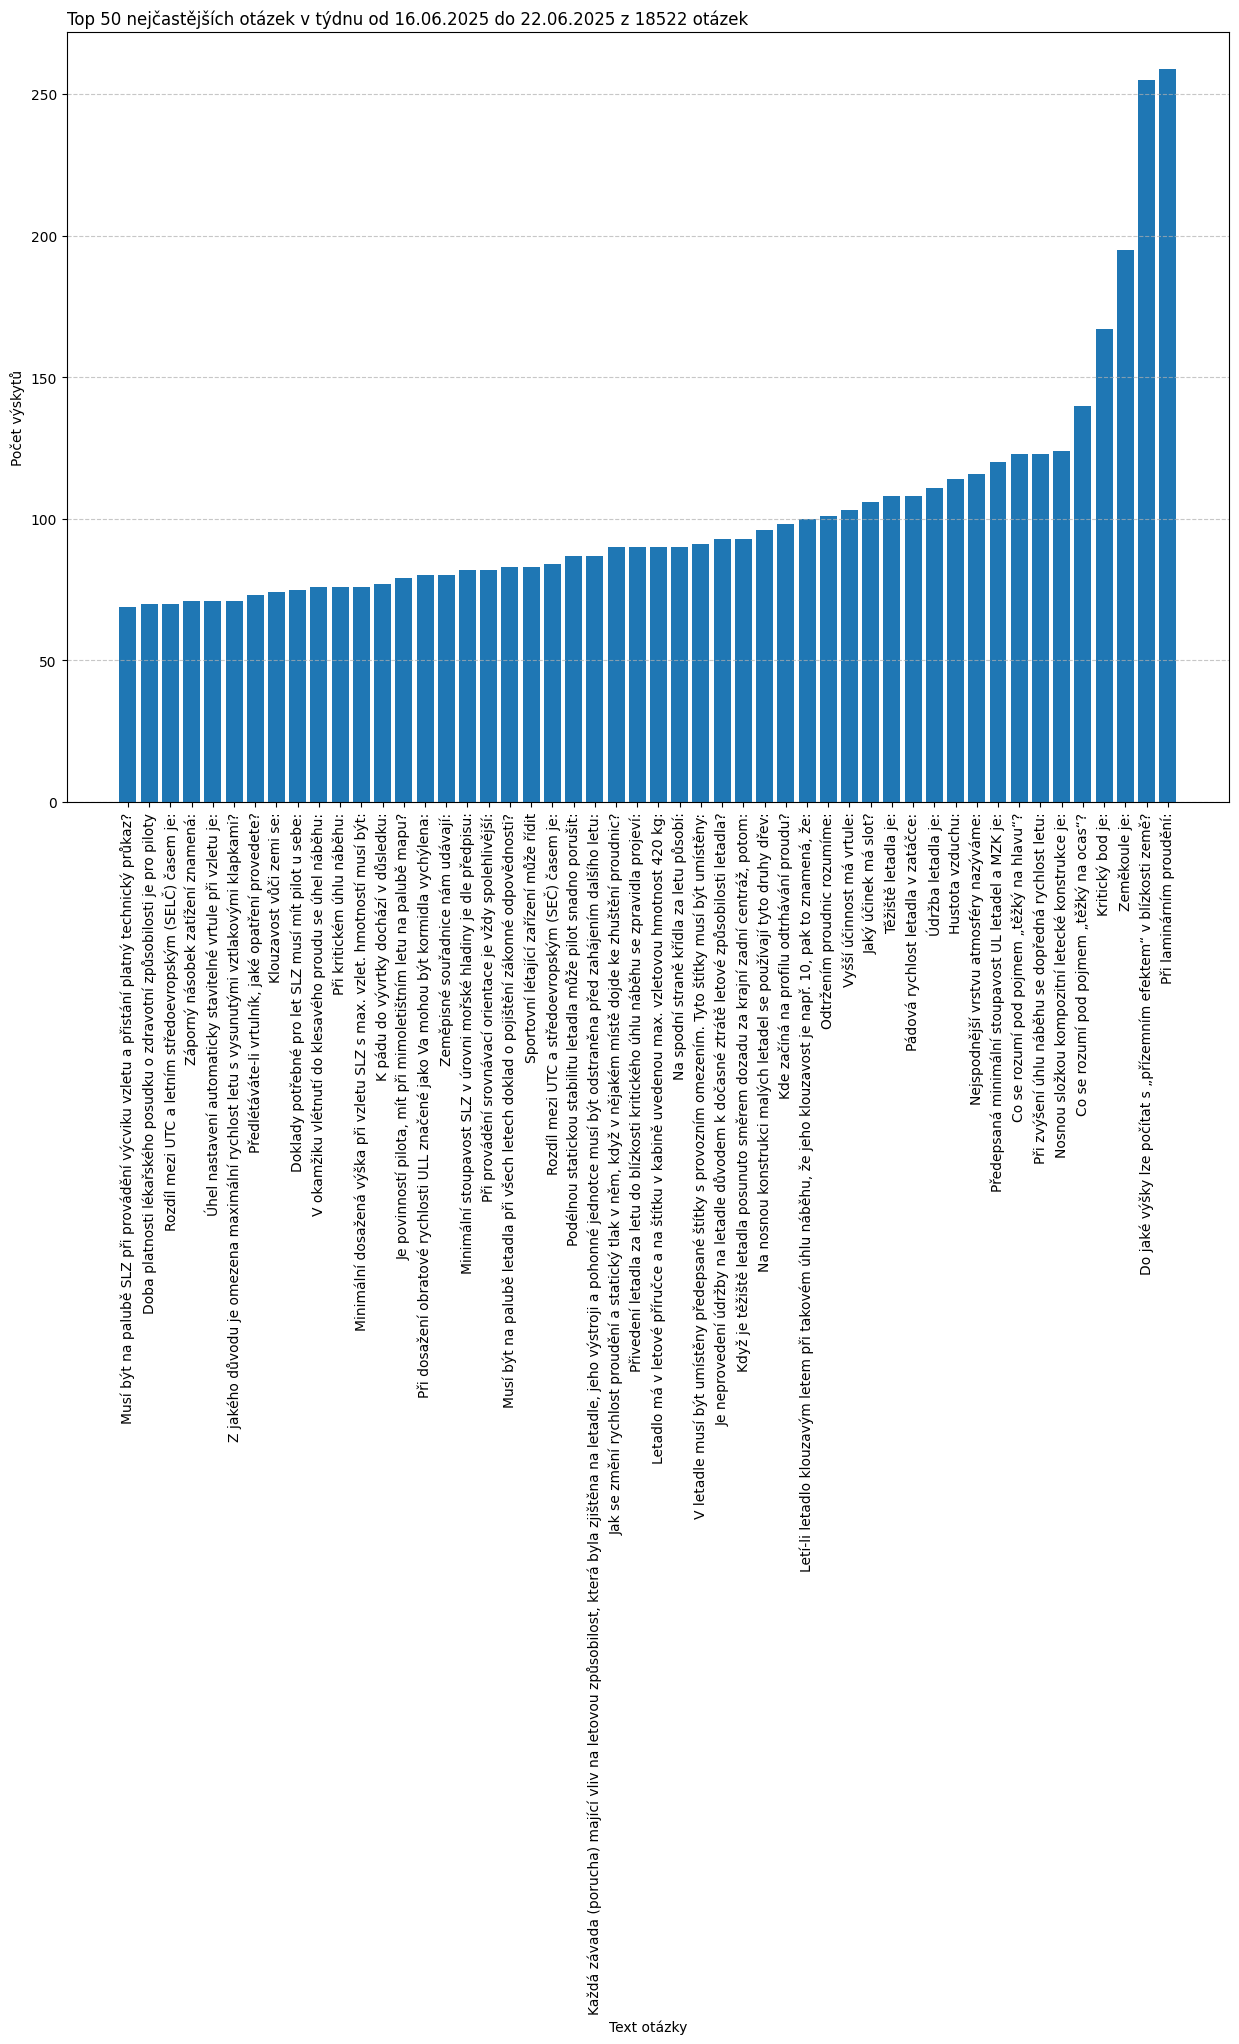 Top 50 nejčastějších otázek v týdnu od 16.06.2025 do 22.06.2025 z 18522 otázek
Počet výskytů
250
200
150
100
50
0
Musí být na palubě SLZ při provádění výcviku vzletu a přistání platný technický průkaz?
Doba platnosti lékařského posudku o zdravotní způsobilosti je pro piloty
Rozdíl mezi UTC a letním středoevropským (SELČ) časem je:
Záporný násobek zatížení znamená:
Úhel nastavení automaticky stavitelné vrtule při vzletu je:
Z jakého důvodu je omezena maximální rychlost letu s vysunutými vztlakovými klapkami?
Předlétáváte-li vrtulník, jaké opatření provedete?
Klouzavost vůči zemi se:
Doklady potřebné pro let SLZ musí mít pilot u sebe:
V okamžiku vlétnutí do klesavého proudu se úhel náběhu:
Při kritickém úhlu náběhu:
Minimální dosažená výška při vzletu SLZ s max. vzlet. hmotností musí být:
K pádu do vývrtky dochází v důsledku:
Je povinností pilota, mít při mimoletištním letu na palubě mapu?
Při dosažení obratové rychlosti ULL značené jako Va mohou být kormidla vychýlena:
Zeměpisné souřadnice nám udávají:
Minimální stoupavost SLZ v úrovni mořské hladiny je dle předpisu:
Při provádění srovnávací orientace je vždy spolehlivější:
Musí být na palubě letadla při všech letech doklad o pojištění zákonné odpovědnosti?
Sportovní létající zařízení může řídit
Rozdíl mezi UTC a středoevropským (SEČ) časem je:
Podélnou statickou stabilitu letadla může pilot snadno porušit:
Každá závada (porucha) mající vliv na letovou způsobilost, která byla zjištěna na letadle, jeho výstroji a pohonné jednotce musí být odstraněna před zahájením dalšího letu:
Jak se změní rychlost proudění a statický tlak v něm, když v nějakém místě dojde ke zhuštění proudnic?
Přivedení letadla za letu do blízkosti kritického úhlu náběhu se zpravidla projeví:
Letadlo má v letové příručce a na štítku v kabině uvedenou max. vzletovou hmotnost 420 kg:
Na spodní straně křídla za letu působí:
V letadle musí být umístěny předepsané štítky s provozním omezením. Tyto štítky musí být umístěny:
Je neprovedení údržby na letadle důvodem k dočasné ztrátě letové způsobilosti letadla?
Když je těžiště letadla posunuto směrem dozadu za krajní zadní centráž, potom:
Na nosnou konstrukci malých letadel se používají tyto druhy dřev:
Kde začíná na profilu odtrhávání proudu?
Letí-li letadlo klouzavým letem při takovém úhlu náběhu, že jeho klouzavost je např. 10, pak to znamená, že:
Odtržením proudnic rozumíme:
Vyšší účinnost má vrtule:
Jaký účinek má slot?
Těžiště letadla je:
Pádová rychlost letadla v zatáčce:
Údržba letadla je:
Hustota vzduchu:
Nejspodnější vrstvu atmosféry nazýváme:
Předepsaná minimální stoupavost UL letadel a MZK je:
Co se rozumí pod pojmem „těžký na hlavu“?
Při zvýšení úhlu náběhu se dopředná rychlost letu:
Nosnou složkou kompozitní letecké konstrukce je:
Co se rozumí pod pojmem „těžký na ocas“?
Kritický bod je:
Zeměkoule je:
Do jaké výšky lze počítat s „přízemním efektem“ v blízkosti země?
Při laminárním proudění:
Text otázky